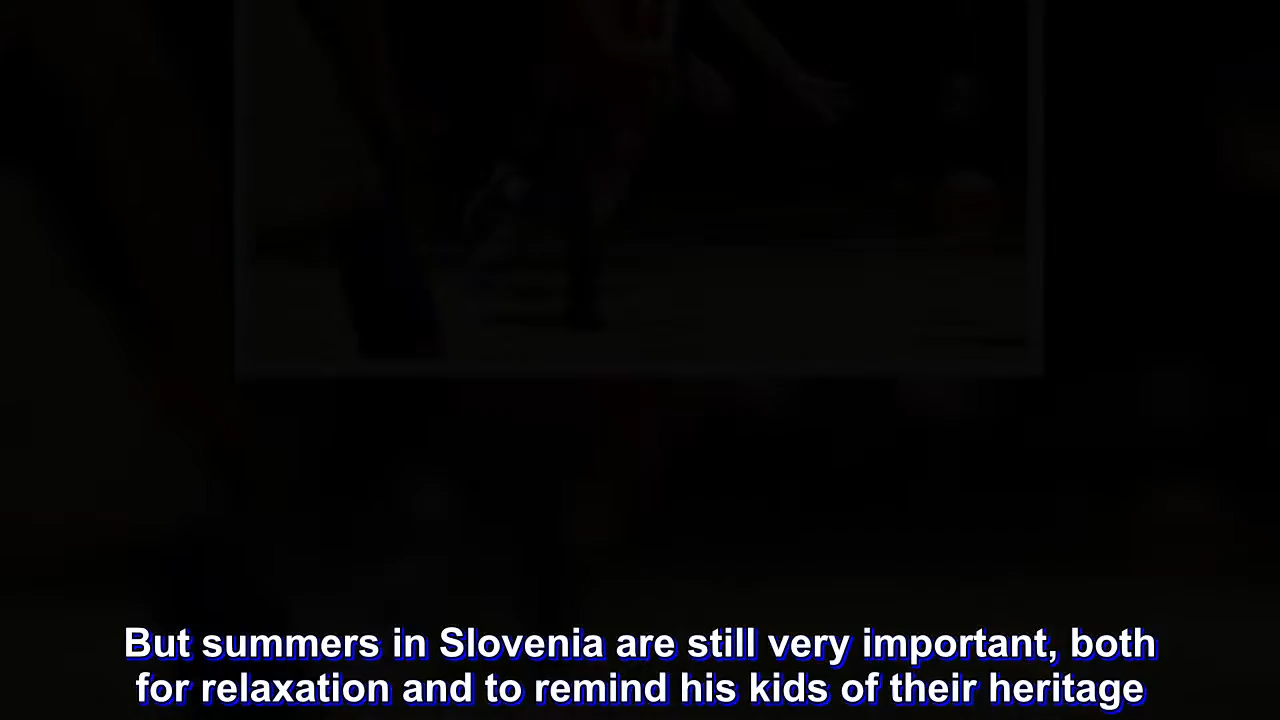 But summers in Slovenia are still very important, both
for relaxation and to remind his kids of their heritage